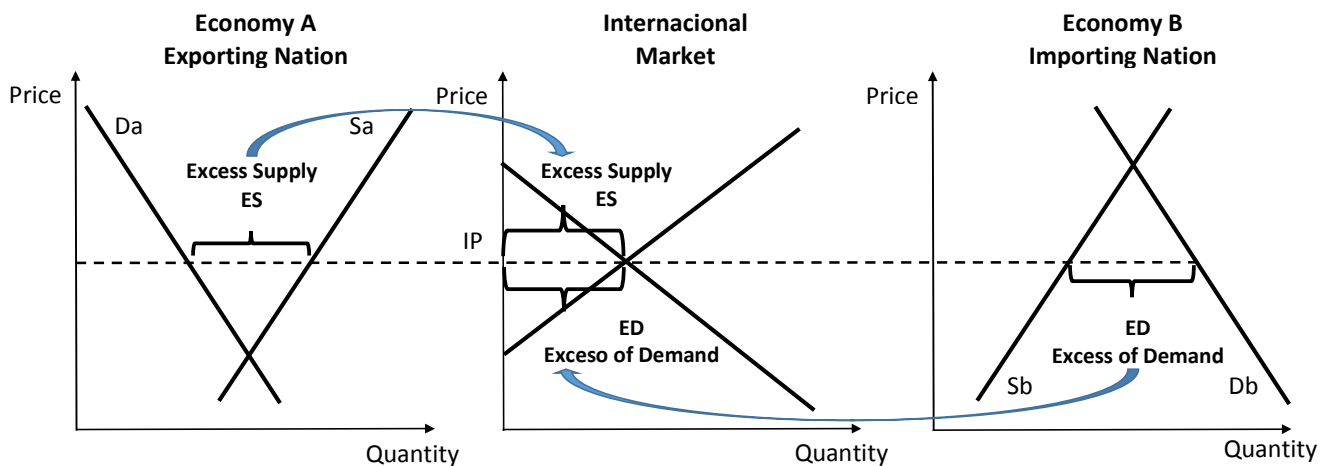 Economy A
Exporting Nation
Internacional
Market
Economy B
Importing Nation
Price
Da
Sa
Excess Supply
ES
Quantity
Price
Excess Supply
ES
IP
ED
Exceso of Demand
Quantity
Price
ED
Excess of Demand
Sb
Db
Quantity